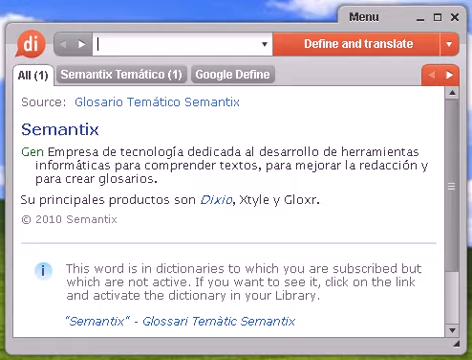 Menu
di
Define and translate
All (1) Semantix Temático (1) Google Define
Source: Glosario Temático Semantix
Semantix
Gen Empresa de tecnología dedicada al desarrollo de herramientas
informáticas para comprender textos, para mejorar la redacción y
para crear glosarios.
Su principales productos son Dixio, Xtyle y Gloxr.
© 2010 Semantix
i
This word is in dictionaries to which you are subscribed but
which are not active. If you want to see it, click on the link
and activate the dictionary in your Library.
"Semantix" - Glossari Temàtic Semantix